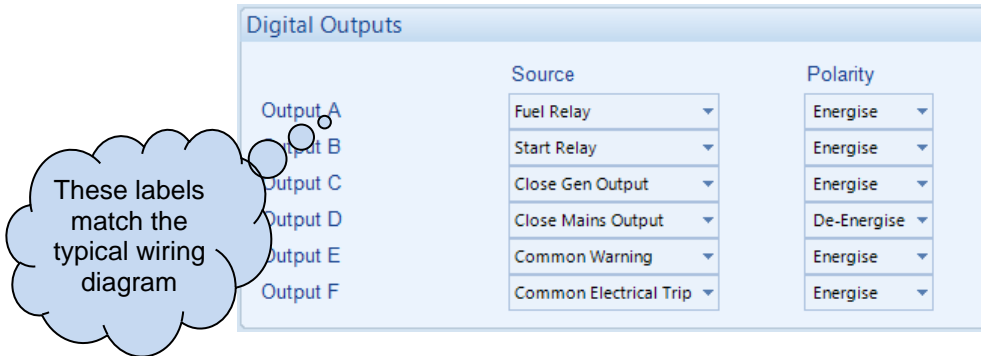 Digital Outputs
Source Polarity
Output A Fuel Relay Energise
Output B Start Relay Energise
Output C Close Gen Output Energise
Output D Close Mains Output De-Energise
Output E Common Warning Energise
Output F Common Electrical Trip Energise
These labels
match the
typical wiring
diagram